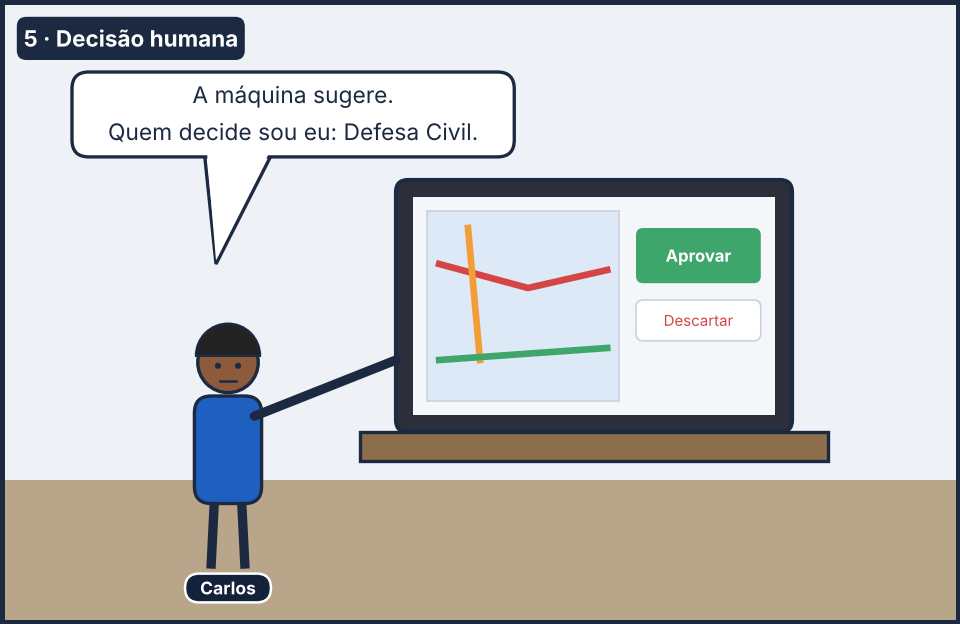 5 · Decisão humana
A máquina sugere.
Quem decide sou eu: Defesa Civil.
Aprovar
Descartar
Carlos